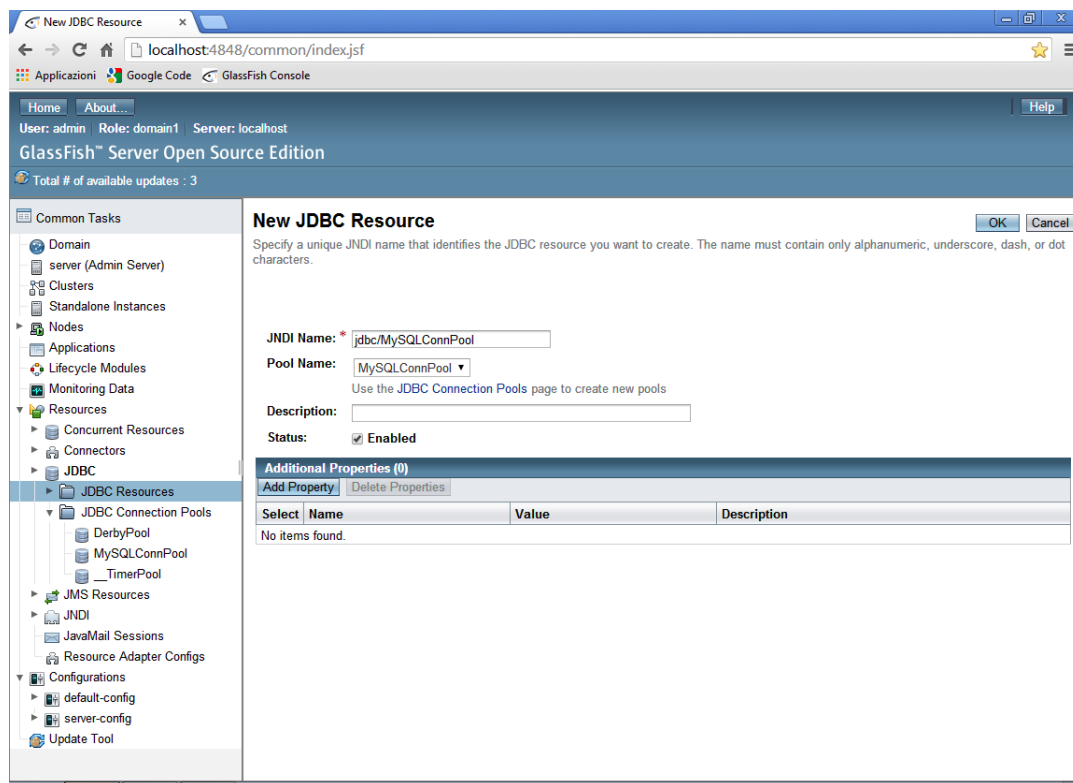 New JDBC Resource
localhost:4848/common/index.jsf
Applicazioni Google Code GlassFish Console
Home About... Help
User: admin Role: domain1 Server: localhost
GlassFish™ Server Open Source Edition
Total # of available updates : 3
Common Tasks
Domain
server (Admin Server)
Clusters
Standalone Instances
Nodes
Applications
Lifecycle Modules
Monitoring Data
Resources
Concurrent Resources
Connectors
JDBC
JDBC Resources
JDBC Connection Pools
DerbyPool
MySQLConnPool
__TimerPool
JMS Resources
JNDI
JavaMail Sessions
Resource Adapter Configs
Configurations
default-config
server-config
Update Tool
New JDBC Resource
OK Cancel
Specify a unique JNDI name that identifies the JDBC resource you want to create. The name must contain only alphanumeric, underscore, dash, or dot
characters.
JNDI Name: * jdbc/MySQLConnPool
Pool Name: MySQLConnPool
Use the JDBC Connection Pools page to create new pools
Description:
Status: Enabled
Additional Properties (0)
Add Property Delete Properties
Select Name Value Description
No items found.